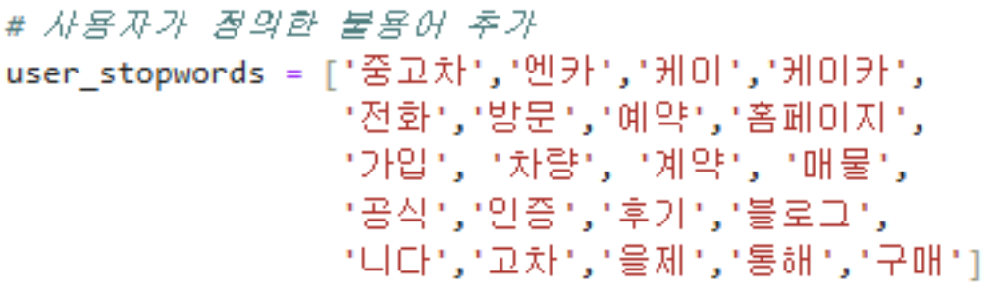 # 사용자가 정의한 불용어 추가
user_stopwords = ['중고차','엔카','케이','케이카',
'전화','방문','예약','홈페이지',
'가입', '차량', '계약', '매물',
'공식','인증','후기','블로그',
'니다','고차','을제','통해','구매']